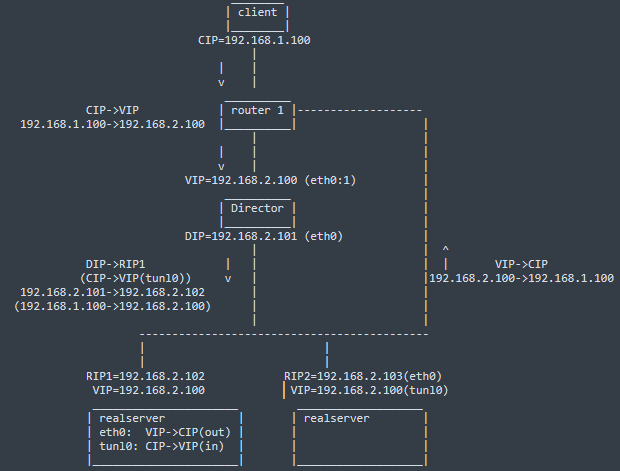 client
CIP=192.168.1.100
v
CIP->VIP
router 1
192.168.1.100->192.168.2.100
v
VIP=192.168.2.100 (eth0:1)
Director
DIP=192.168.2.101 (eth0)
^
DIP->RIP1
VIP->CIP
(CIP->VIP(tunl0))
v
192.168.2.100->192.168.1.100
192.168.2.101->192.168.2.102
(192.168.1.100->192.168.2.100)
RIP1=192.168.2.102
RIP2=192.168.2.103(eth0)
VIP=192.168.2.100
VIP=192.168.2.100(tunl0)
realserver
realserver
eth0: VIP->CIP(out)
tunl0: CIP->VIP(in)